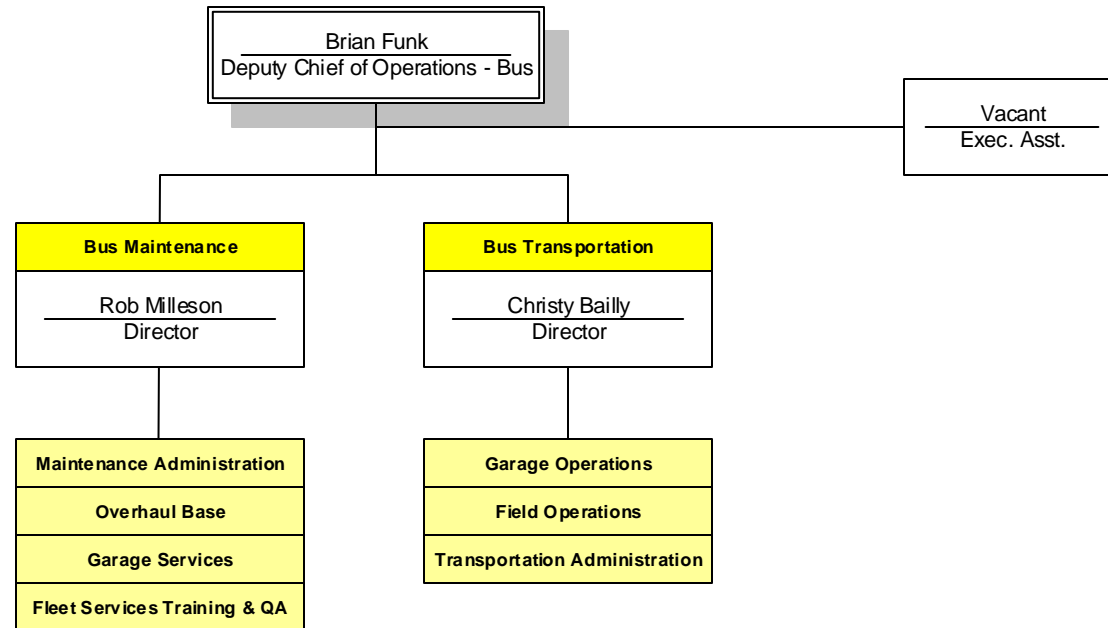 Brian Funk
Deputy Chief of Operations - Bus
Vacant
Exec. Asst.
Bus Maintenance
Rob Milleson
Director
Bus Transportation
Christy Bailly
Director
Maintenance Administration
Overhaul Base
Garage Services
Fleet Services Training & QA
Garage Operations
Field Operations
Transportation Administration